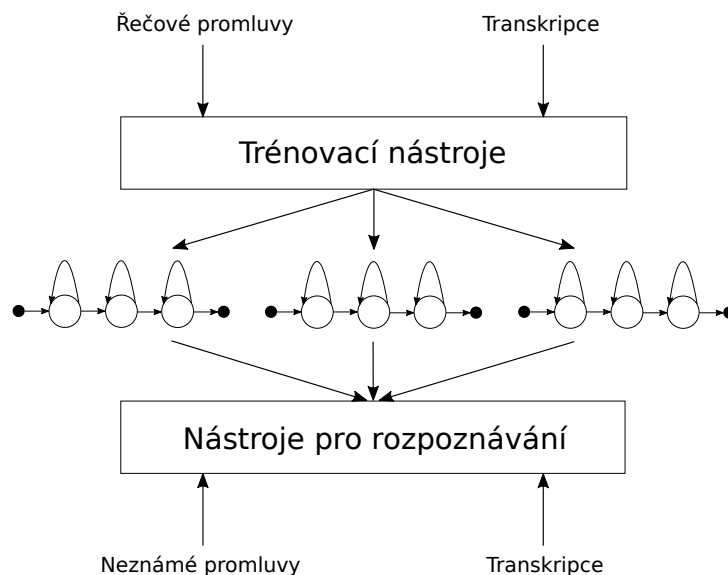 Řečové promluvy
Transkripce
Trénovací nástroje
Nástroje pro rozpoznávání
Neznámé promluvy
Transkripce